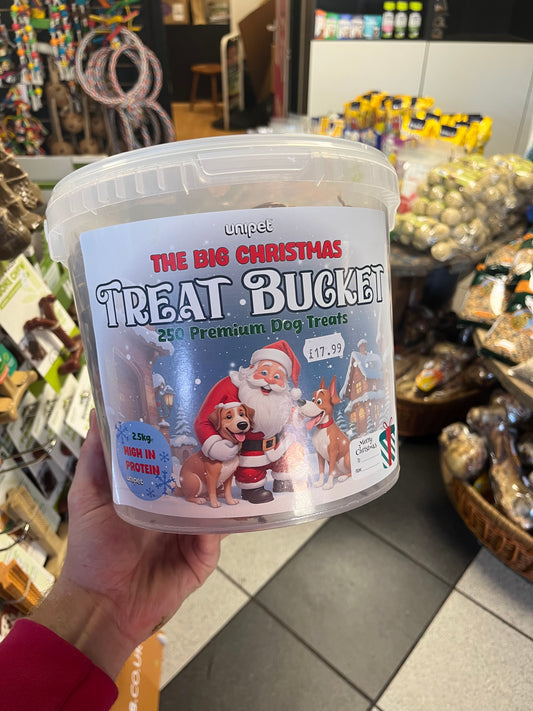 unipet
THE BIG CHRISTMAS
TREAT BUCKET
250 Premium Dog Treats
£17.99
2.5kg
HIGH IN
PROTEIN
unipet
Merry
Christmas